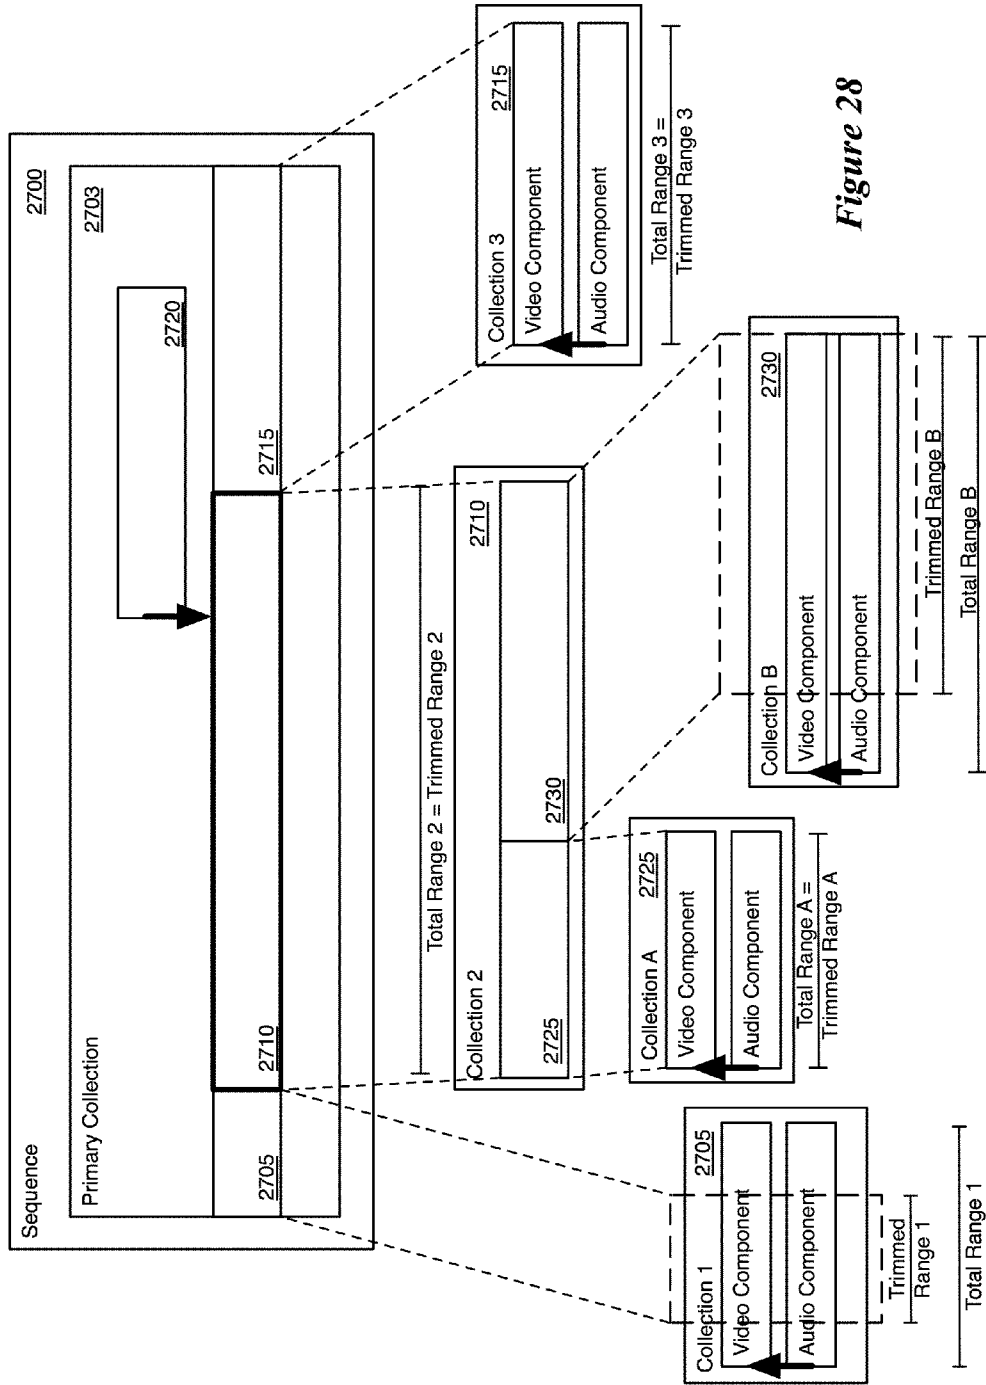 Sequence
2700
Primary Collection
2703
2720
2705
2710
2715
Total Range 2 = Trimmed Range 2
Collection 2
2710
2725
2730
Collection 3
2715
Video Component
Audio Component
Total Range 3 =
Trimmed Range 3
Collection A
2725
Video Component
Audio Component
Total Range A =
Trimmed Range A
Collection 1
2705
Video Component
Audio Component
Trimmed
Range 1
Total Range 1
Collection B
2730
Video Component
Audio Component
Trimmed Range B
Total Range B
Figure 28